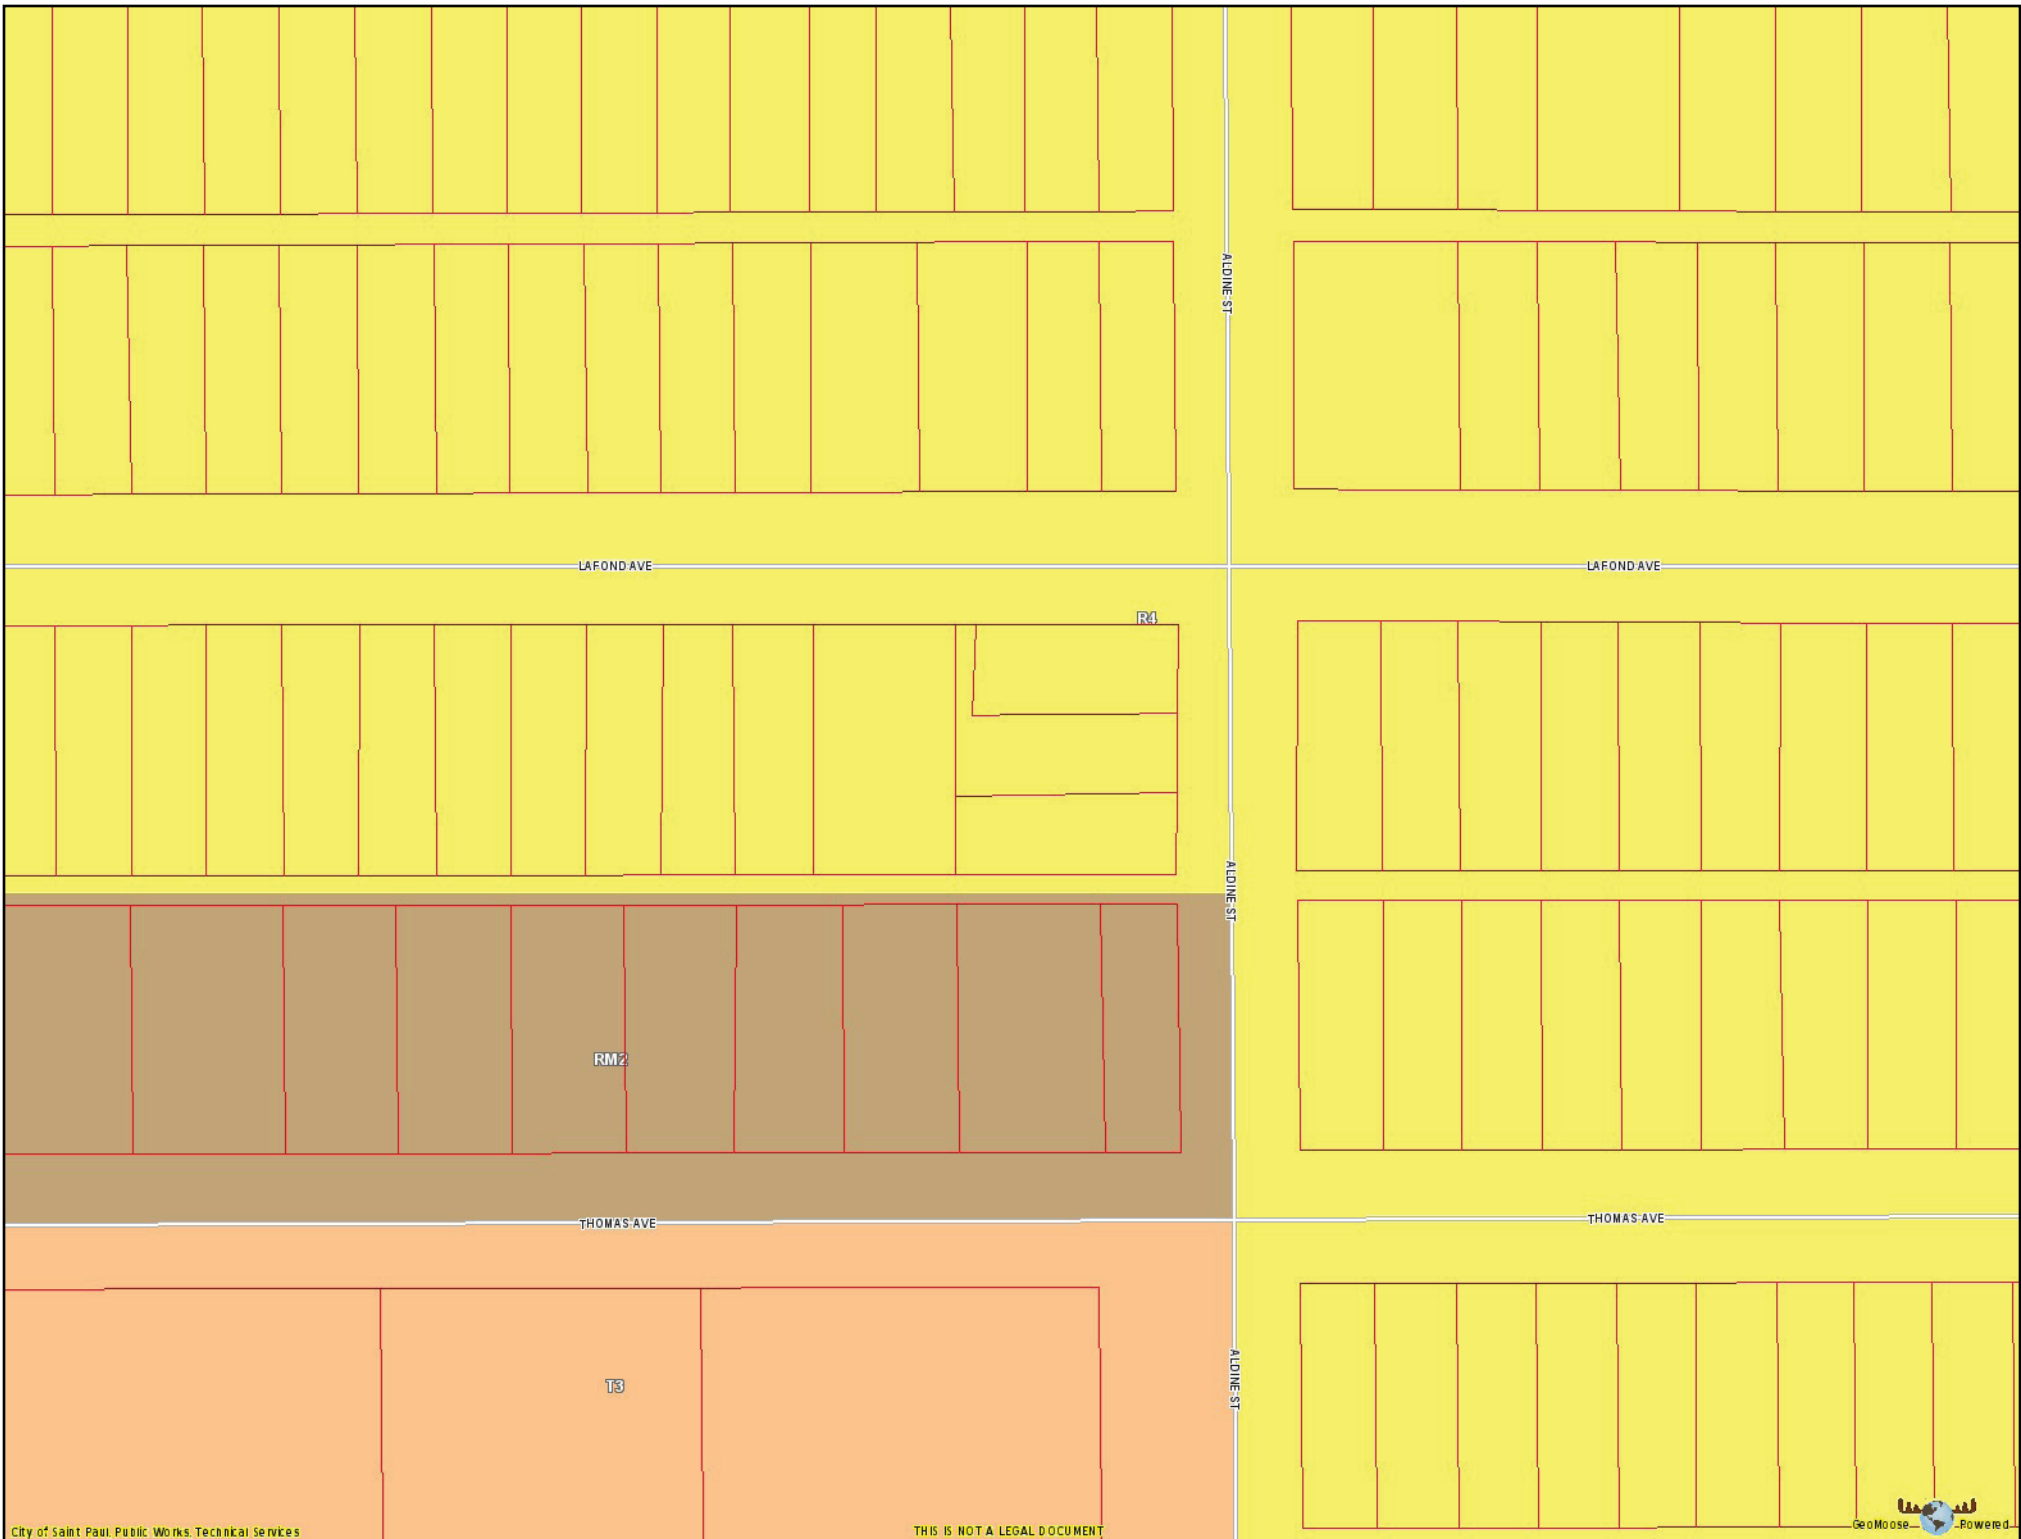 ALDINE ST
LAFOND AVE
LAFOND AVE
R4
ALDINE ST
RM2
THOMAS AVE
THOMAS AVE
T3
ALDINE ST
City of Saint Paul, Public Works, Technical Services
THIS IS NOT A LEGAL DOCUMENT
GeoMoose Powered